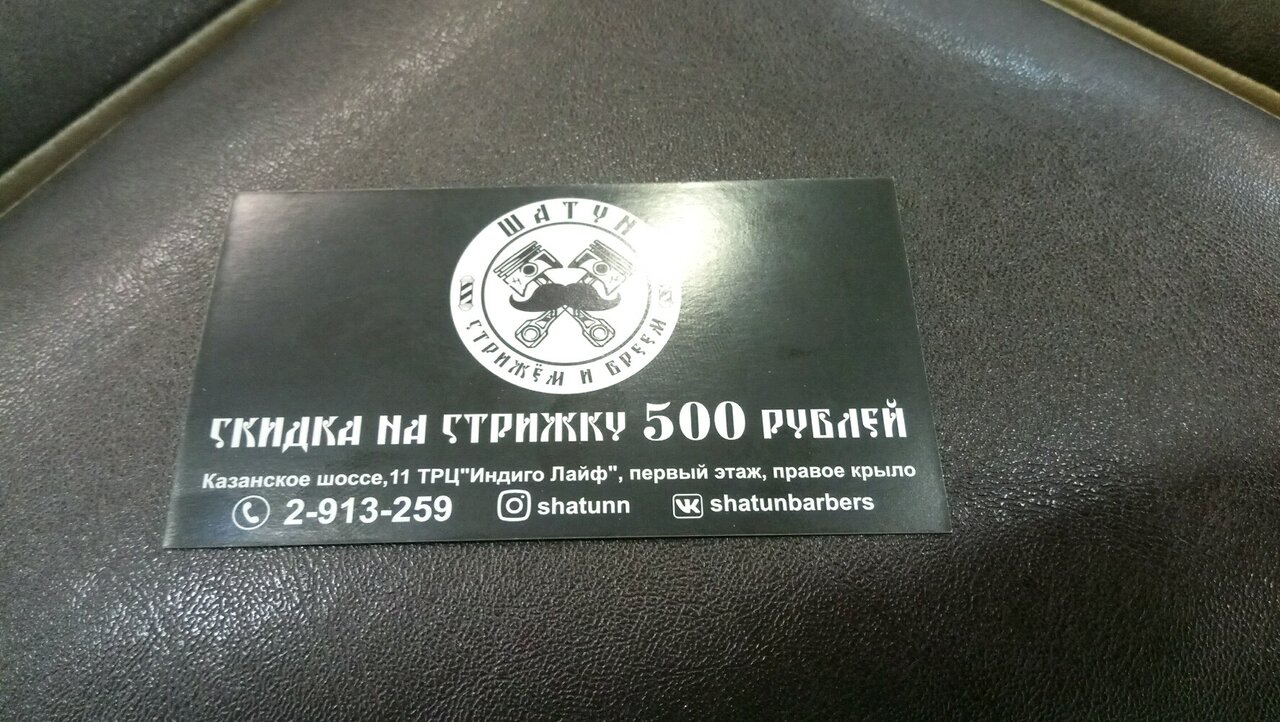 ШАТУН
СТРИЖЁМ И БРЕЕМ
СКИДКА НА СТРИЖКУ 500 РУБЛЕЙ
Казанское шоссе,11 ТРЦ"Индиго Лайф", первый этаж, правое крыло
2-913-259 shatunn shatunbarbers